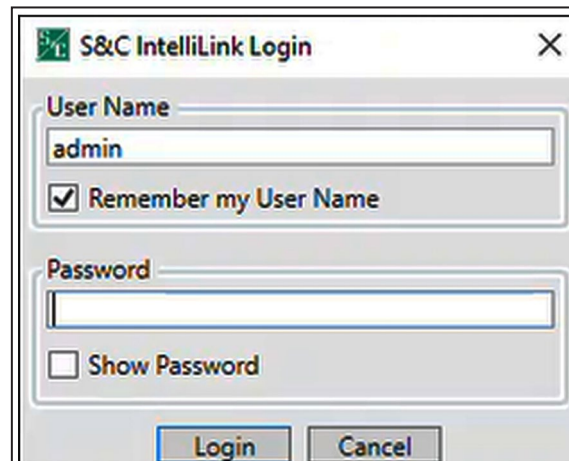 S&C IntelliLink Login
User Name
admin
Remember my User Name
Password
Show Password
Login Cancel